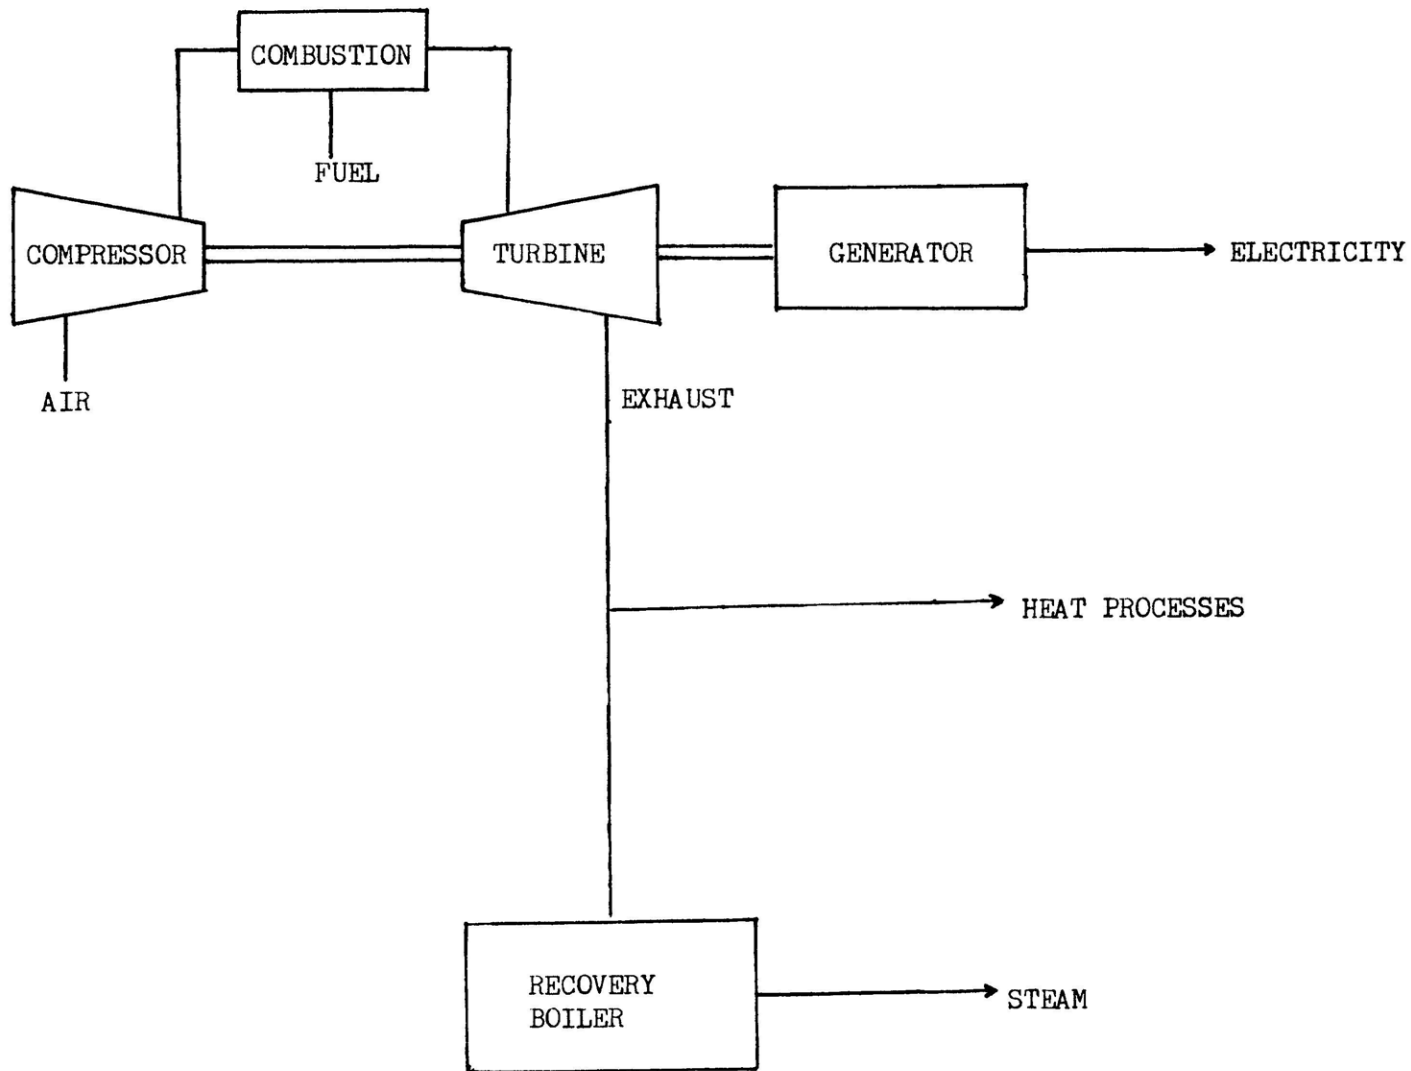 COMBUSTION
FUEL
COMPRESSOR
TURBINE
GENERATOR
ELECTRICITY
AIR
EXHAUST
HEAT PROCESSES
RECOVERY
BOILER
STEAM